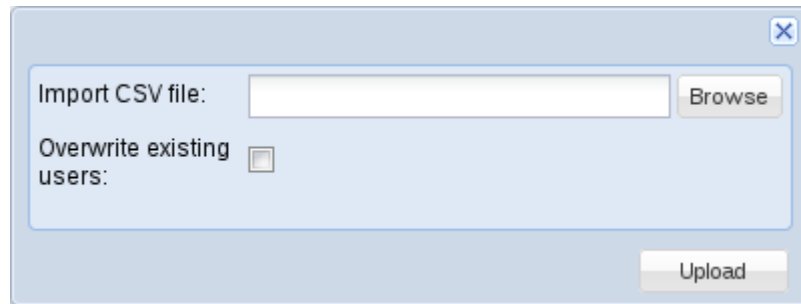 Import CSV file:
Browse
Overwrite existing
users:
Upload